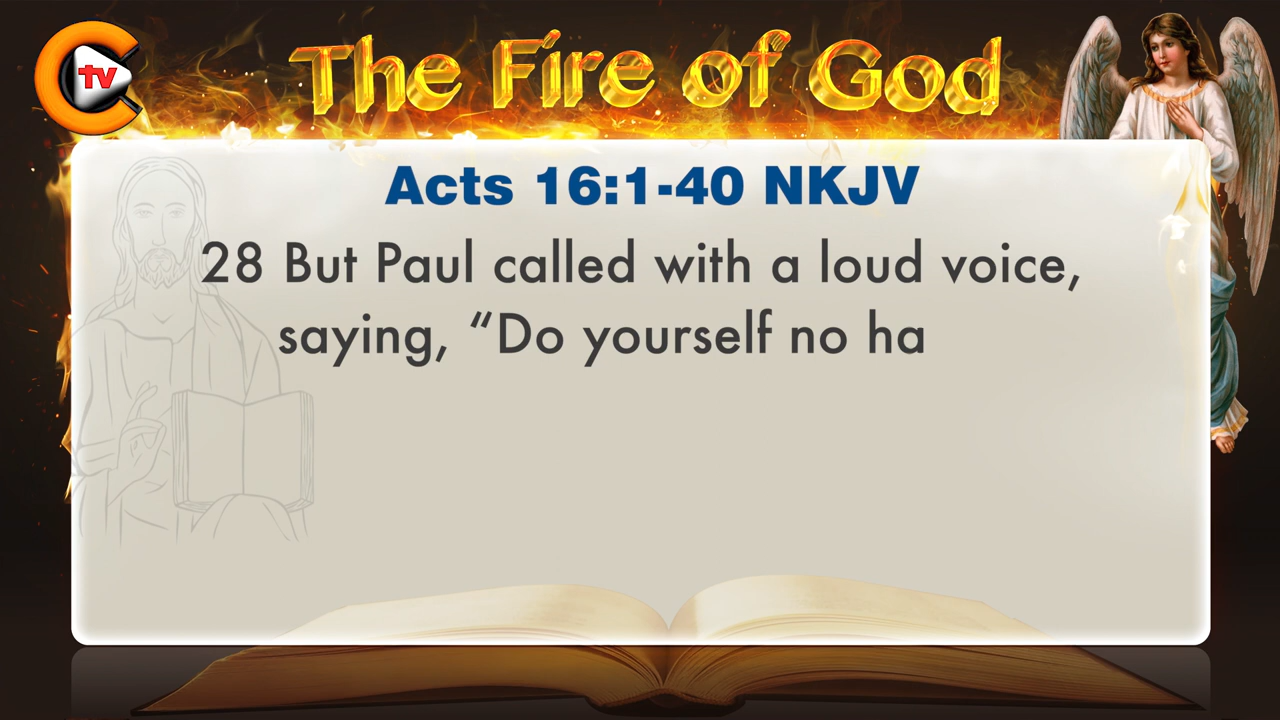 tv
The Fire of God
Acts 16:1-40 NKJV
28 But Paul called with a loud voice,
saying, “Do yourself no ha